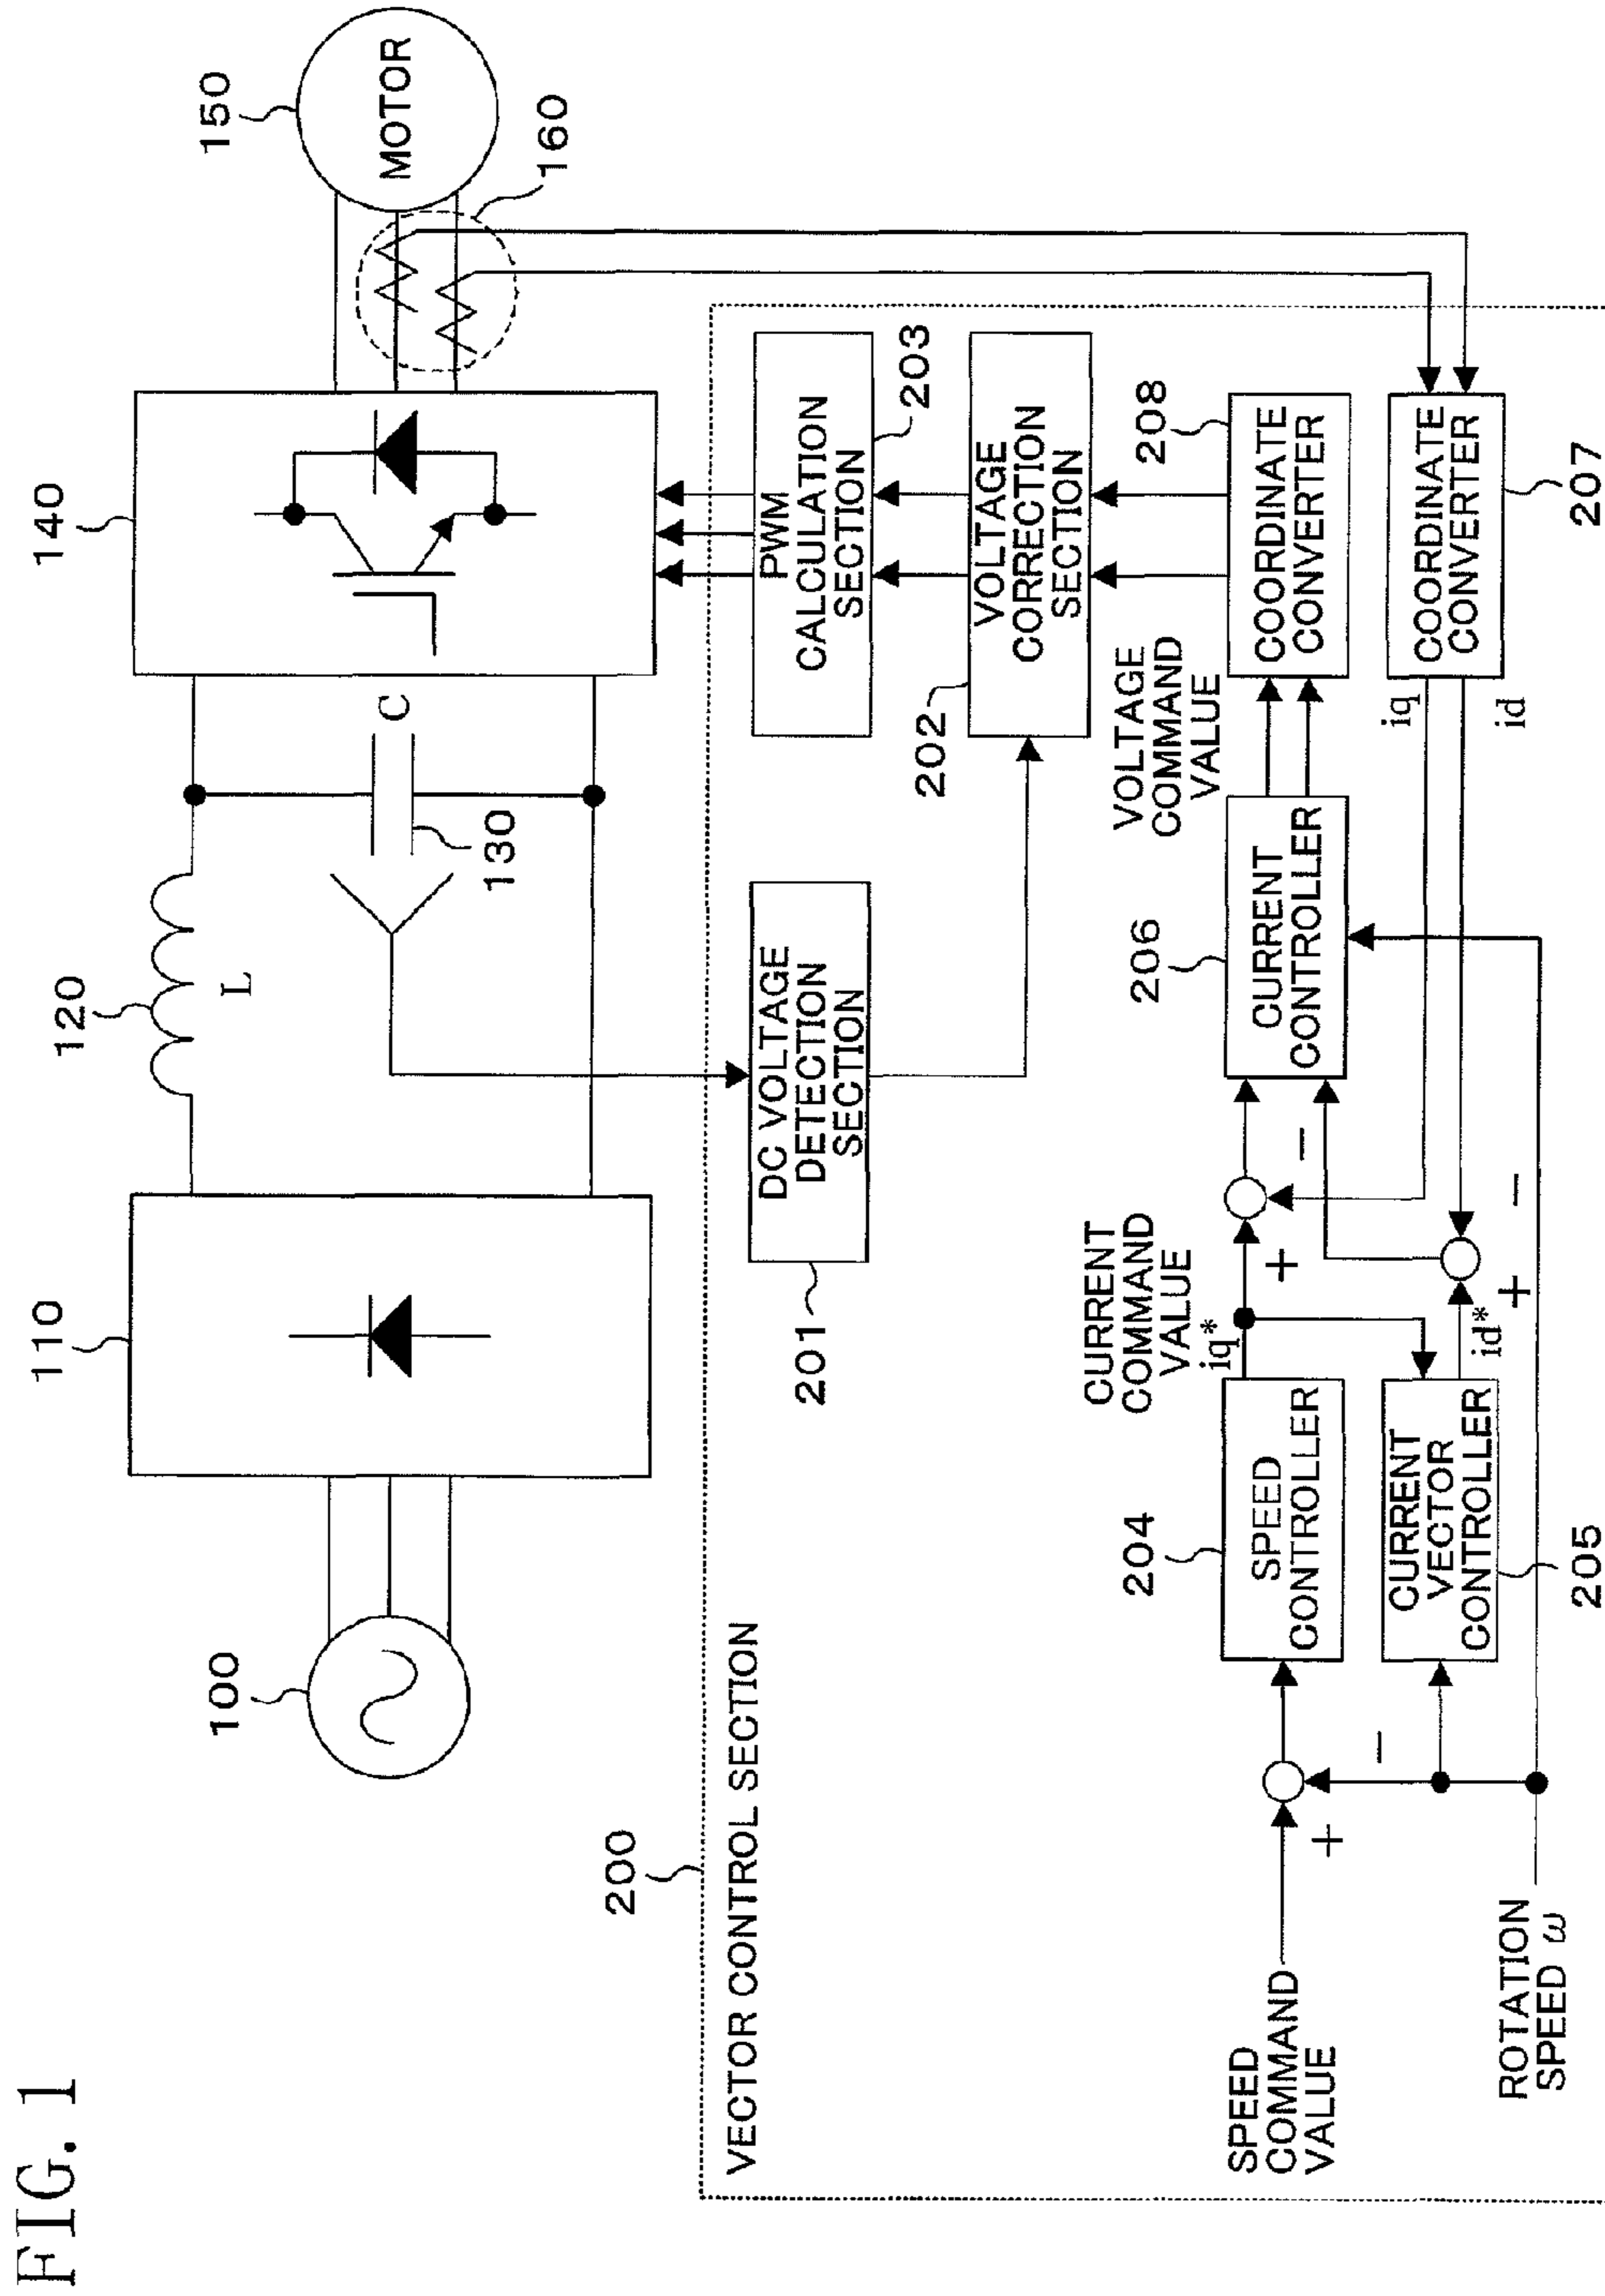 FIG. 1
100
110
120
L
130
C
140
150
MOTOR
160
200
VECTOR CONTROL SECTION
201
DC VOLTAGE
DETECTION
SECTION
PWM
CALCULATION
SECTION
203
202
VOLTAGE
CORRECTION
SECTION
SPEED
COMMAND
VALUE
+
−
204
SPEED
CONTROLLER
CURRENT
COMMAND
VALUE
iq*
+
−
206
CURRENT
CONTROLLER
VOLTAGE
COMMAND
VALUE
208
COORDINATE
CONVERTER
CURRENT
VECTOR
CONTROLLER
205
id*
+
−
iq
id
COORDINATE
CONVERTER
207
ROTATION
SPEED ω